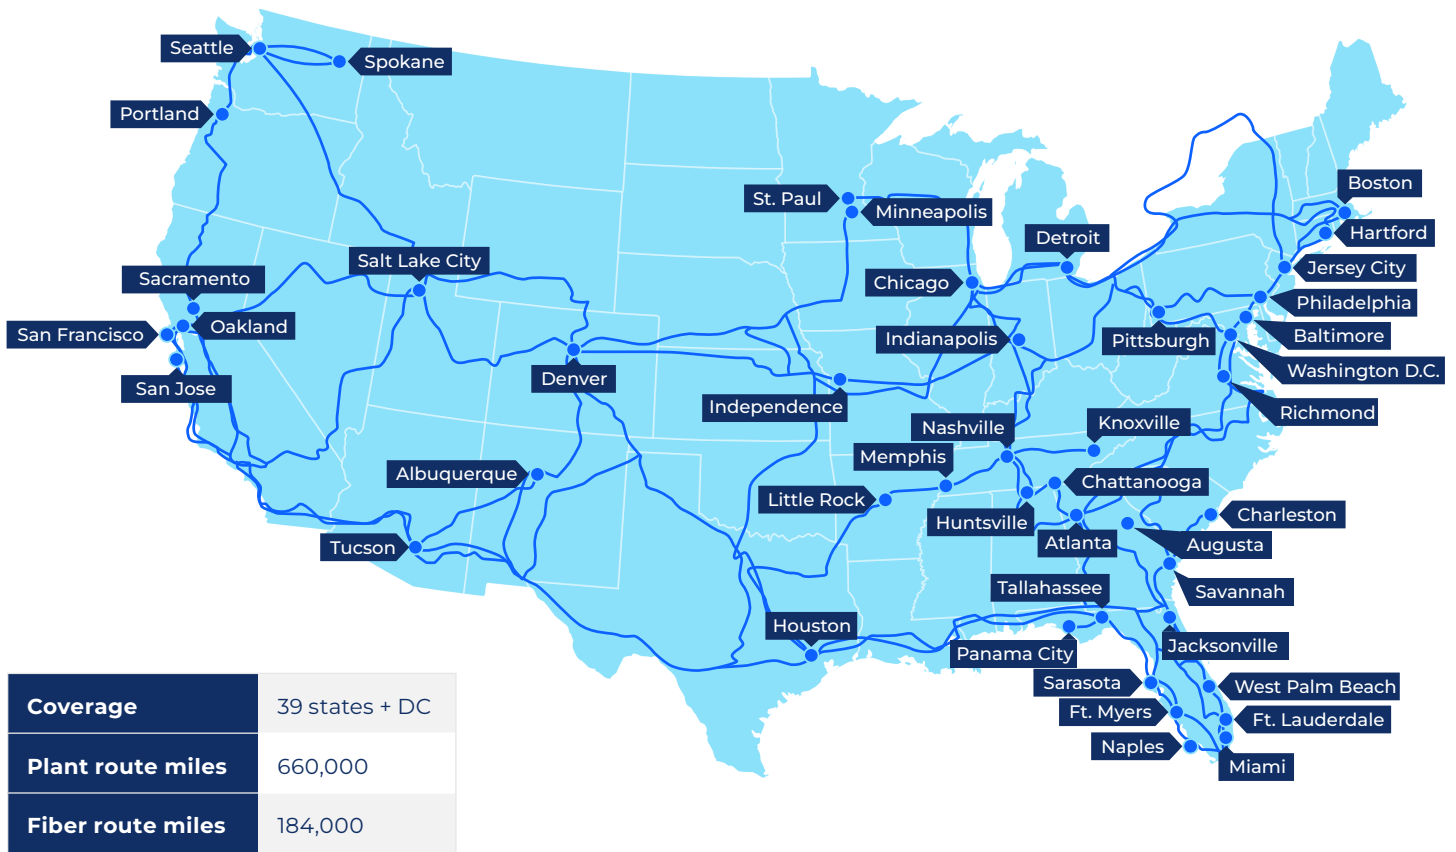 Seattle
Spokane
Portland
Boston
St. Paul
Minneapolis
Hartford
Detroit
Salt Lake City
Jersey City
Sacramento
Chicago
Philadelphia
San Francisco
Oakland
Indianapolis
Pittsburgh
Baltimore
Washington D.C.
San Jose
Denver
Independence
Richmond
Nashville
Knoxville
Memphis
Albuquerque
Chattanooga
Little Rock
Huntsville
Charleston
Atlanta
Augusta
Tucson
Tallahassee
Savannah
Houston
Panama City
Jacksonville
Sarasota
West Palm Beach
Ft. Myers
Ft. Lauderdale
Naples
Miami
Coverage 39 states + DC
Plant route miles 660,000
Fiber route miles 184,000